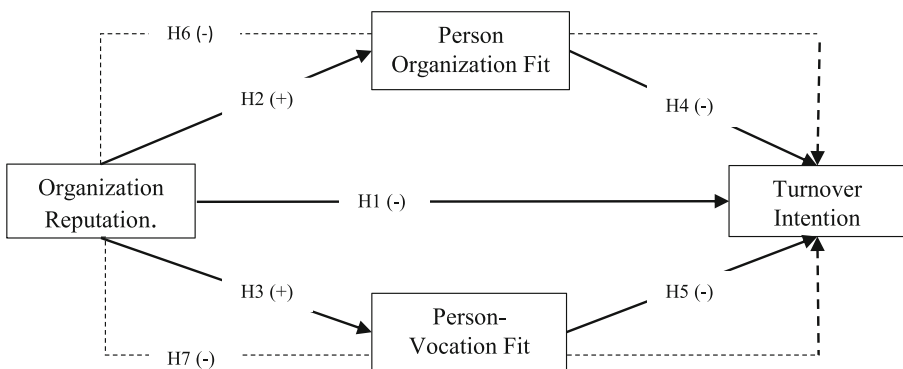 H6 (-)
Person
Organization Fit
H2 (+)
H4 (-)
Organization
Reputation.
H1 (-)
Turnover
Intention
H3 (+)
H5 (-)
Person-
Vocation Fit
H7 (-)